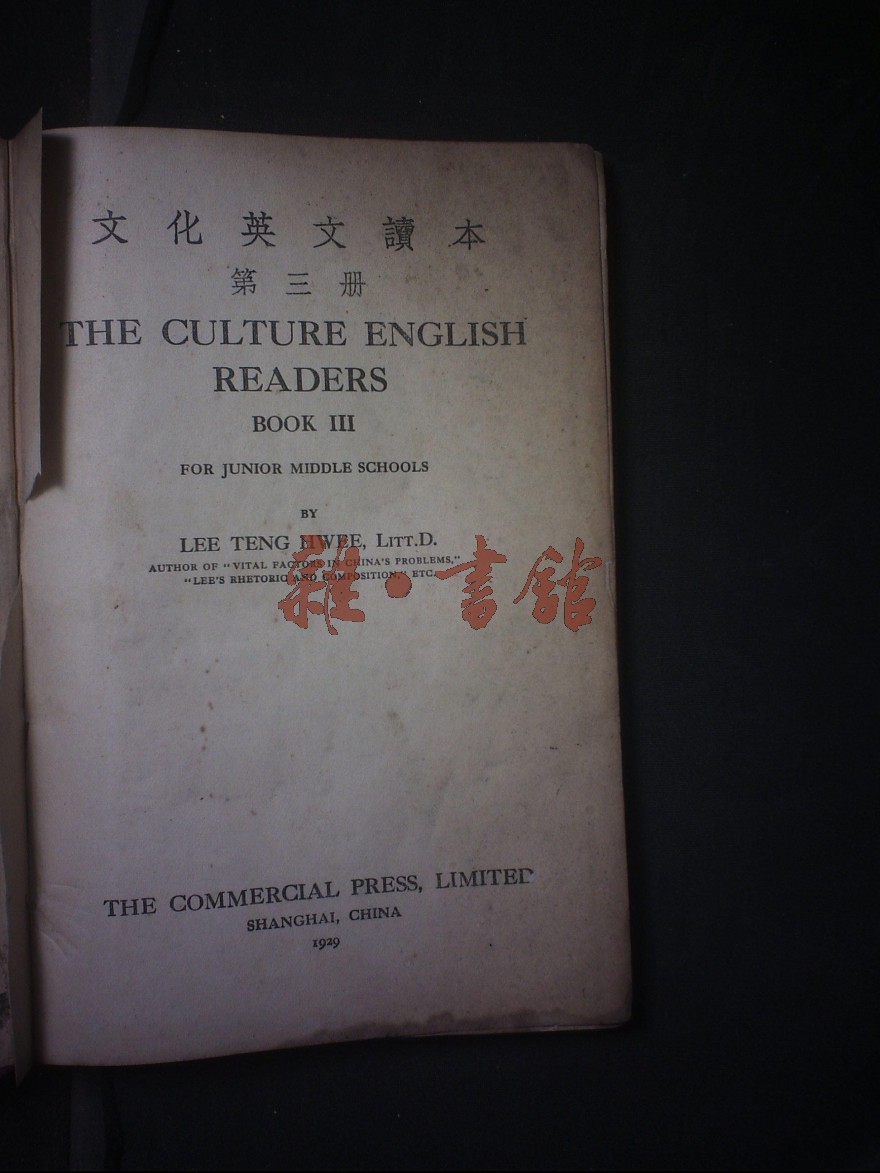 文化英文讀本
第三册
THE CULTURE ENGLISH
READERS
BOOK III
FOR JUNIOR MIDDLE SCHOOLS
BY
LEE TENG HWEE, LITT.D.
AUTHOR OF "VITAL FACTORS IN CHINA'S PROBLEMS,"
"LEE'S RHETORIC AND COMPOSITION," ETC.
雜·書館
THE COMMERCIAL PRESS, LIMITED
SHANGHAI, CHINA
1929